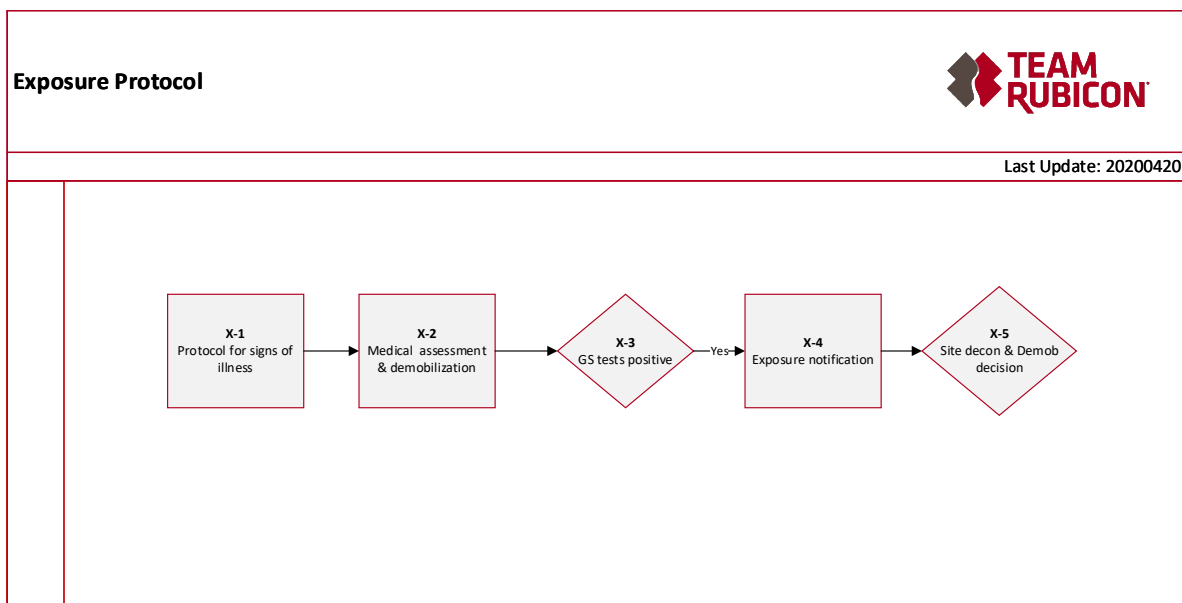 Exposure Protocol
TEAM
RUBICON
Last Update: 20200420
X-1
Protocol for signs of
illness
X-2
Medical assessment
& demobilization
X-3
GS tests positive
Yes
X-4
Exposure notification
X-5
Site decon & Demob
decision